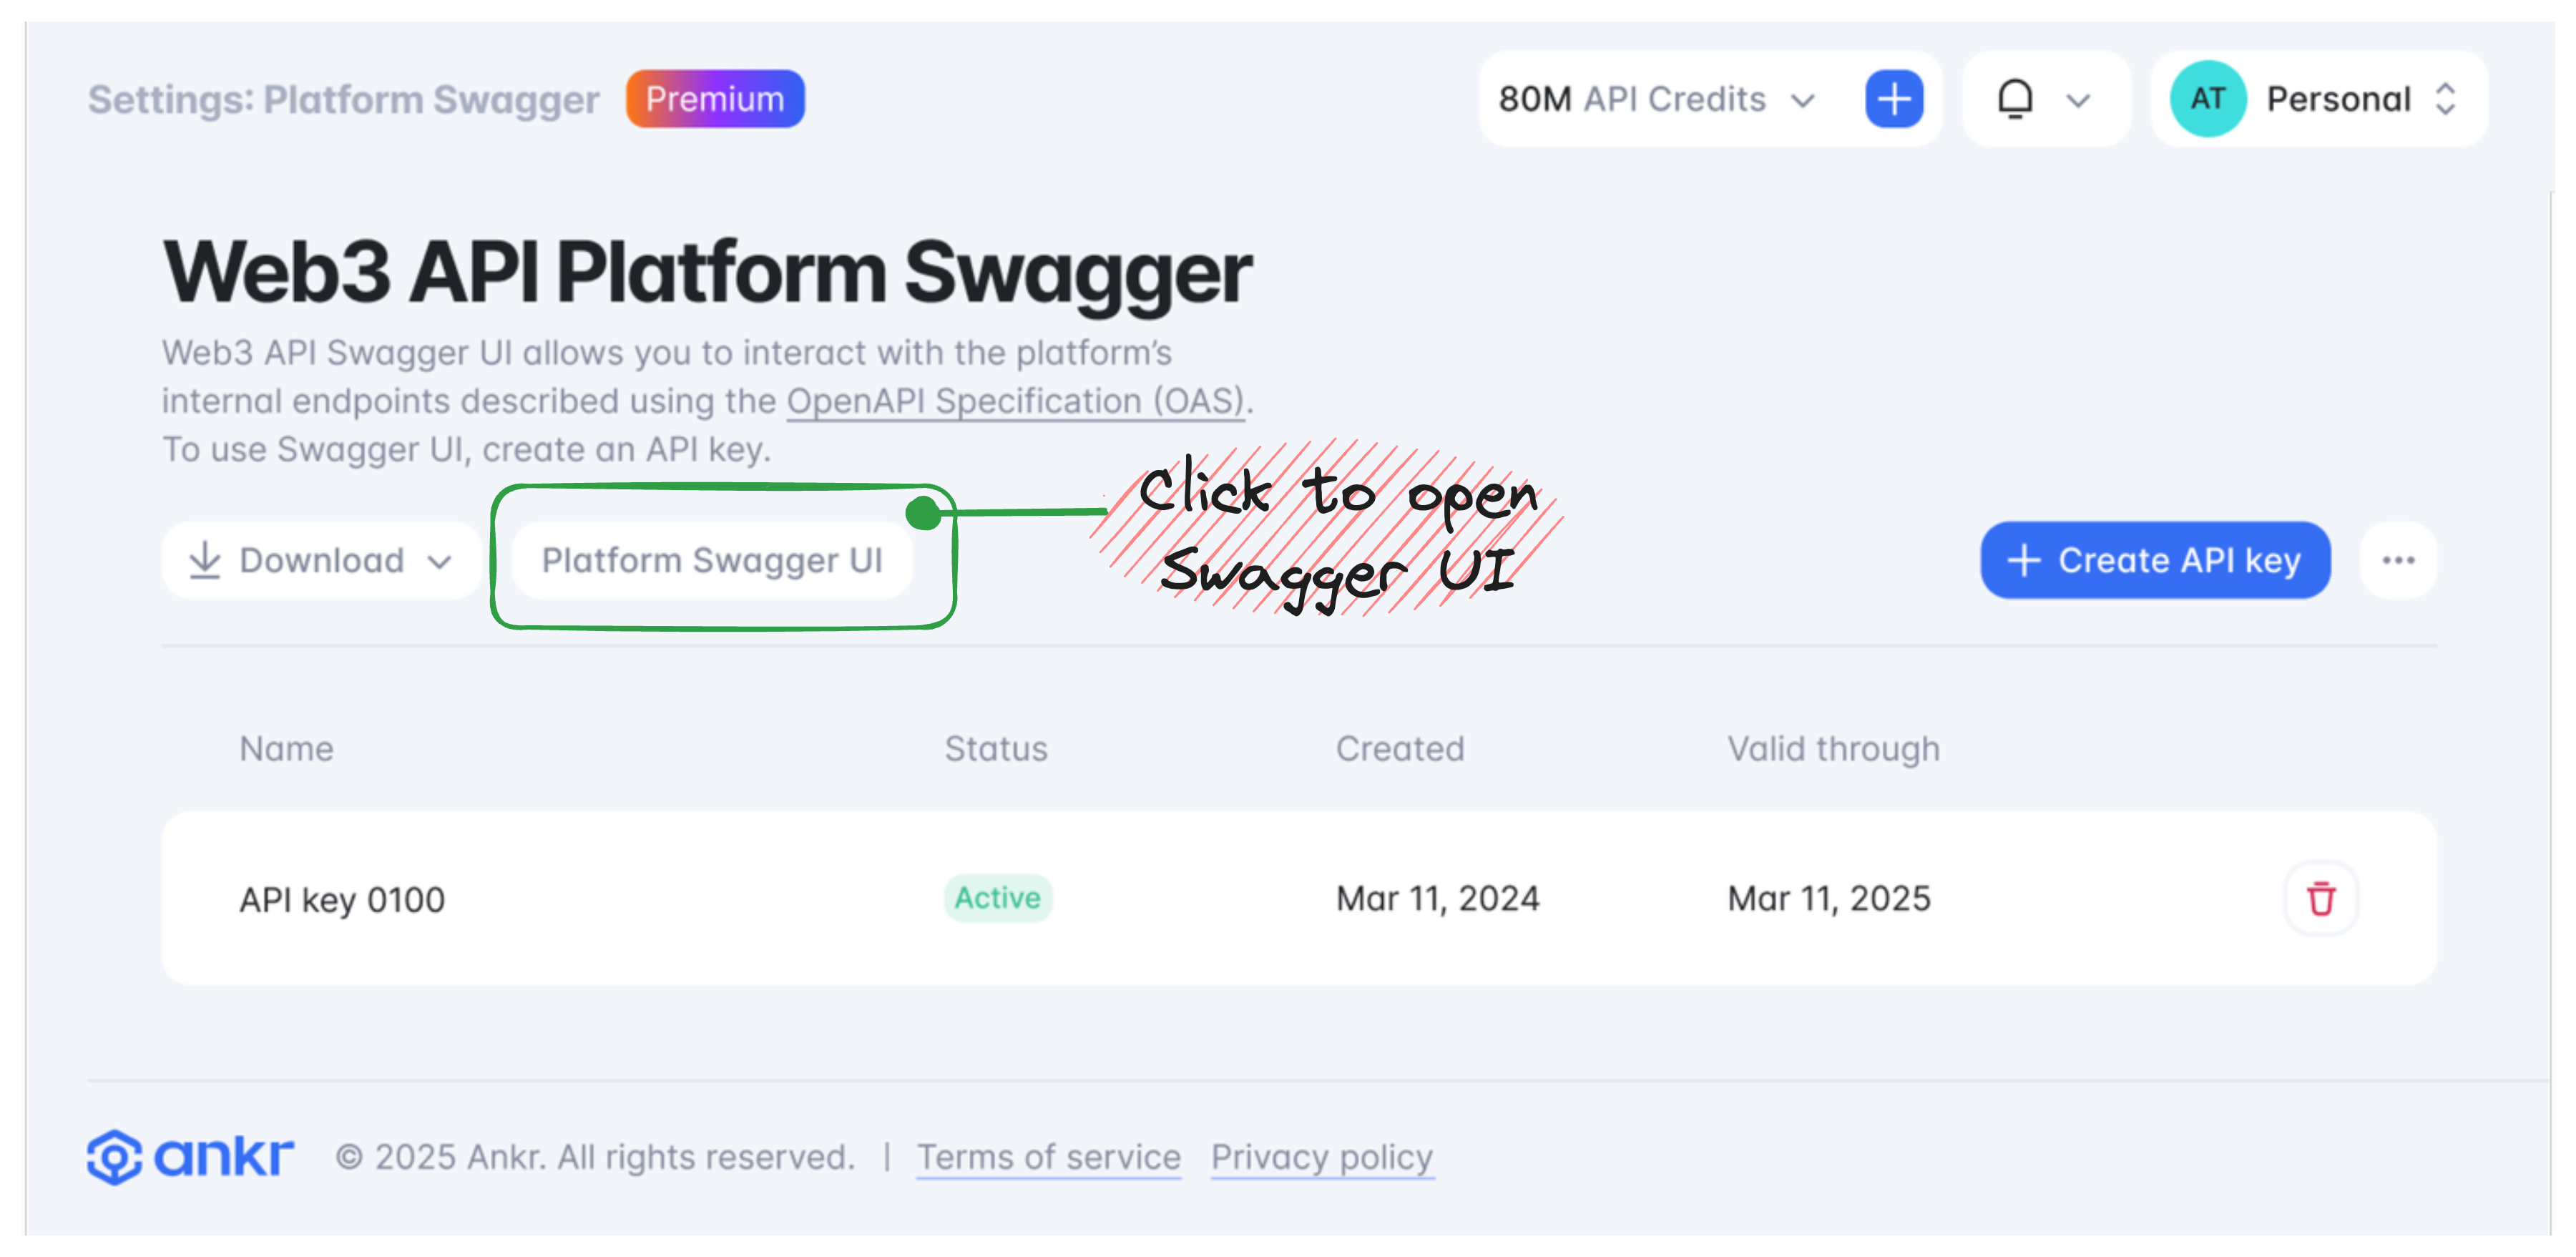 Settings: Platform Swagger Premium 80M API Credits AT Personal
Web3 API Platform Swagger
Web3 API Swagger UI allows you to interact with the platform’s
internal endpoints described using the OpenAPI Specification (OAS).
To use Swagger UI, create an API key.
Click to open
Swagger UI
Download Platform Swagger UI Create API key
Name Status Created Valid through
API key 0100 Active Mar 11, 2024 Mar 11, 2025
ankr © 2025 Ankr. All rights reserved. | Terms of service Privacy policy